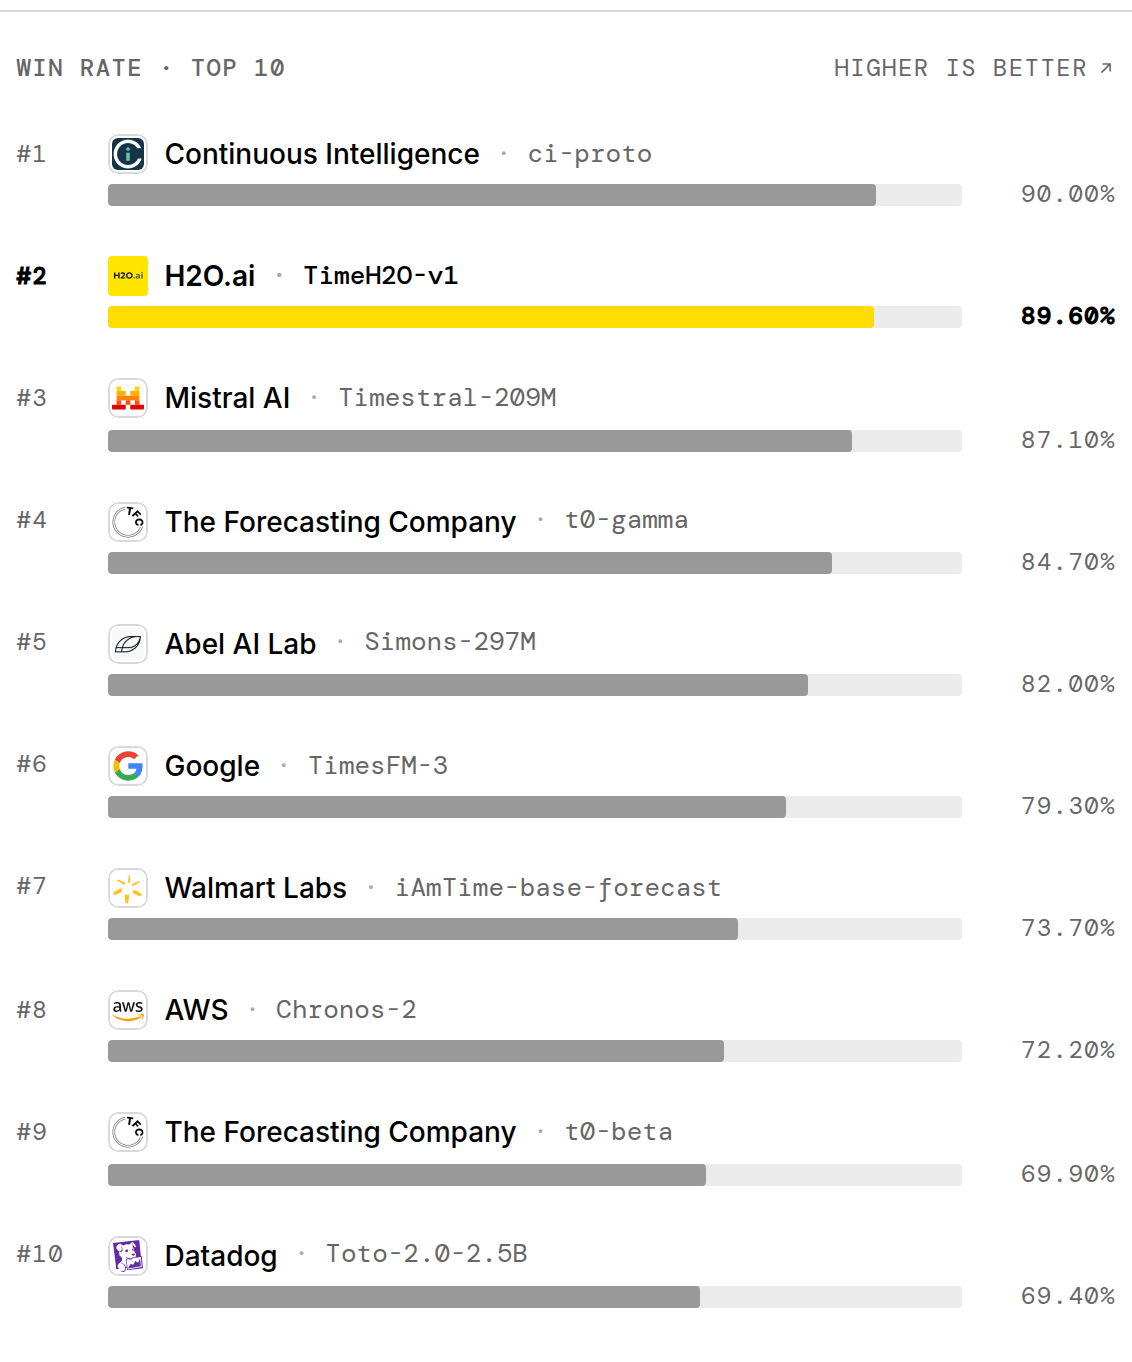 WIN RATE · TOP 10
HIGHER IS BETTER ↗
#1 Continuous Intelligence · ci-proto
90.00%
#2 H2O.ai H2O.ai · TimeH2O-v1
89.60%
#3 Mistral AI · Timestral-209M
87.10%
#4 TFC The Forecasting Company · t0-gamma
84.70%
#5 Abel AI Lab · Simons-297M
82.00%
#6 Google · TimesFM-3
79.30%
#7 Walmart Labs · iAmTime-base-forecast
73.70%
#8 aws AWS · Chronos-2
72.20%
#9 TFC The Forecasting Company · t0-beta
69.90%
#10 Datadog · Toto-2.0-2.5B
69.40%